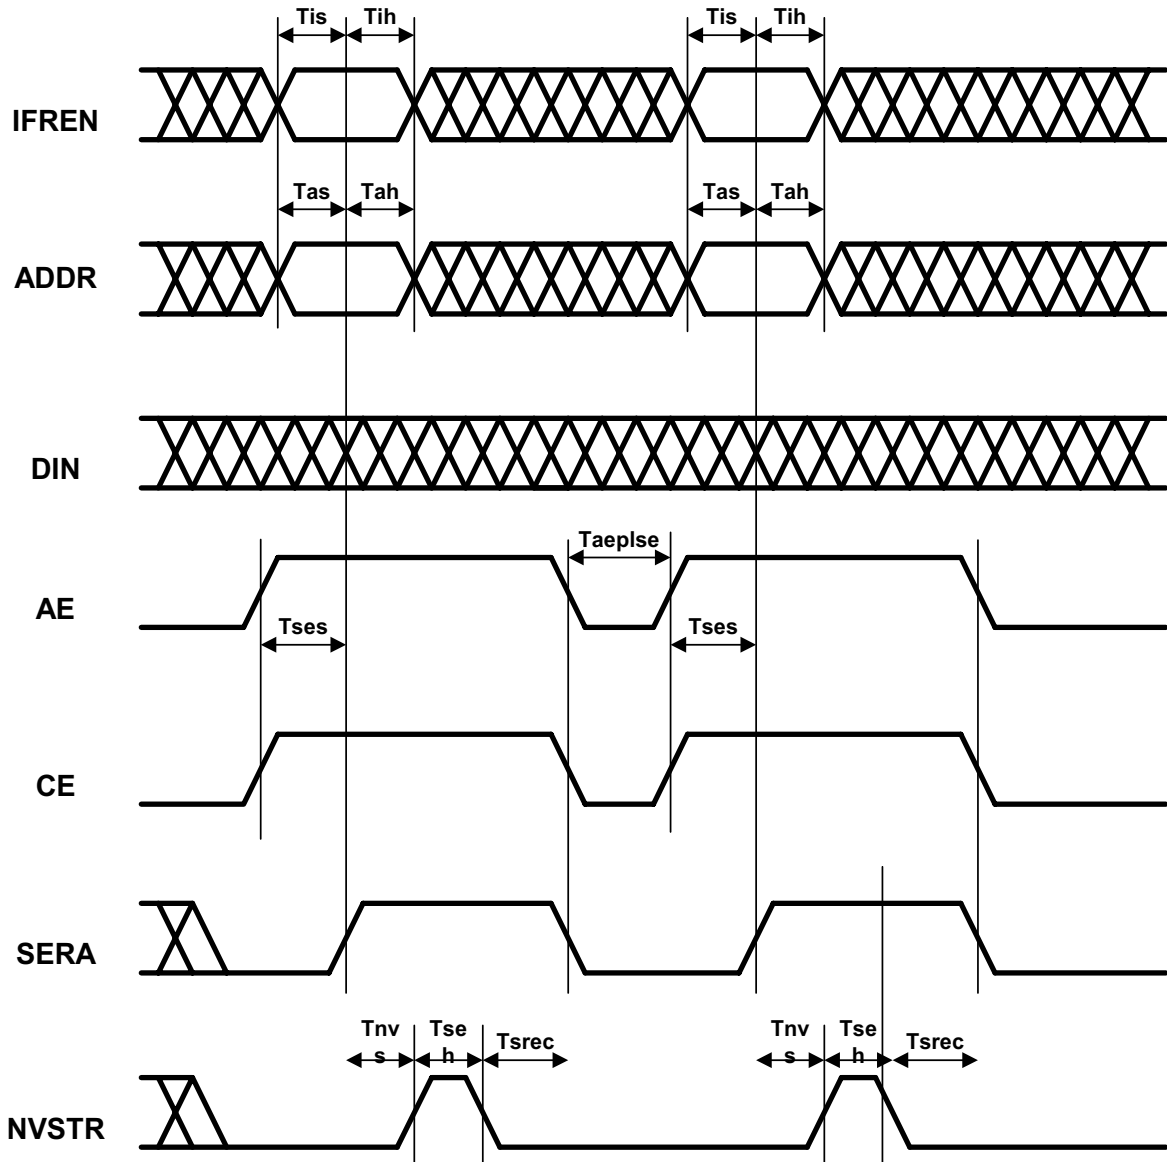 Tis Tih Tis Tih
IFREN
Tas Tah Tas Tah
ADDR
DIN
Taeplse
AE
Tses Tses
CE
SERA
Tnv Tse Tnv Tse
s h Tsrec s h Tsrec
NVSTR